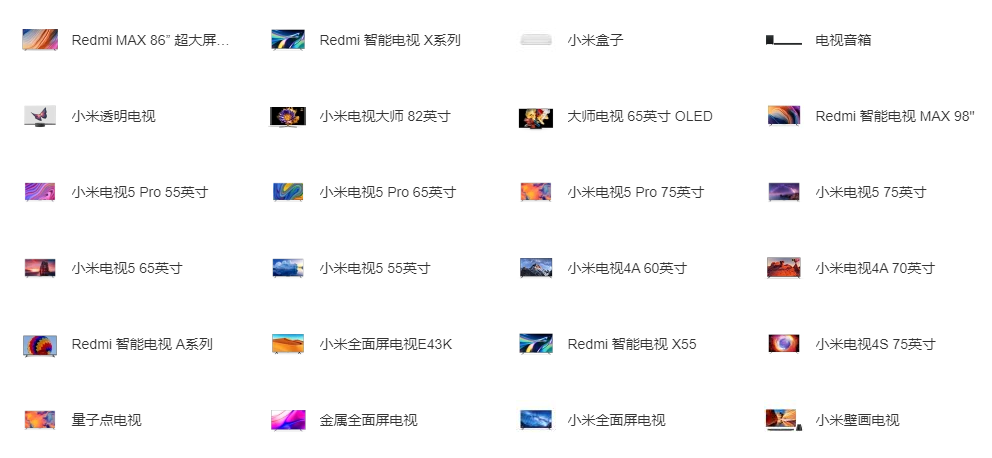 Redmi MAX 86” 超大屏...
Redmi 智能电视 X系列
小米盒子
电视音箱
小米透明电视
小米电视大师 82英寸
大师电视 65英寸 OLED
Redmi 智能电视 MAX 98"
小米电视5 Pro 55英寸
小米电视5 Pro 65英寸
小米电视5 Pro 75英寸
小米电视5 75英寸
小米电视5 65英寸
小米电视5 55英寸
小米电视4A 60英寸
小米电视4A 70英寸
Redmi 智能电视 A系列
小米全面屏电视E43K
Redmi 智能电视 X55
小米电视4S 75英寸
量子点电视
金属全面屏电视
小米全面屏电视
小米壁画电视